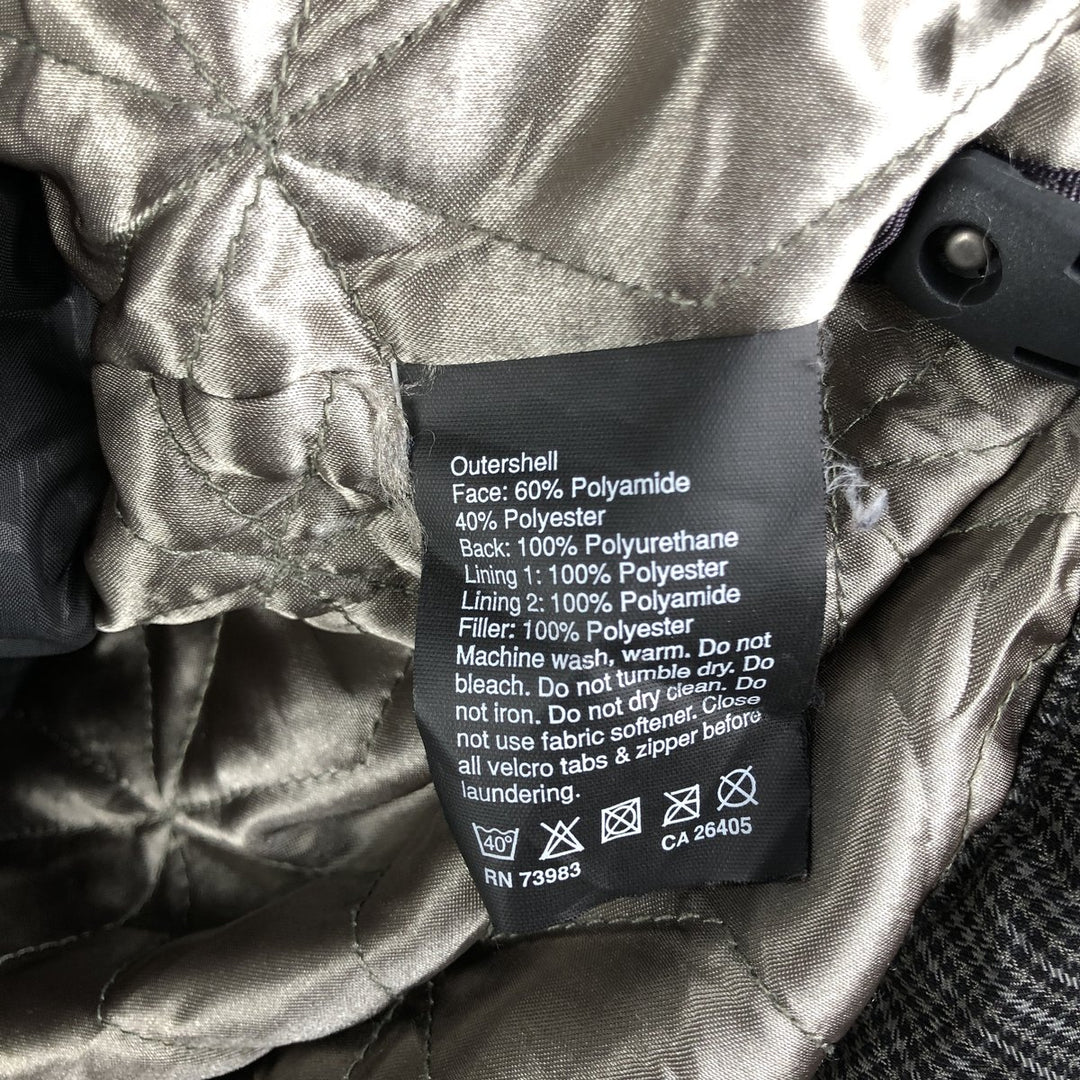 Outershell
Face: 60% Polyamide
40% Polyester
Back: 100% Polyurethane
Lining 1: 100% Polyester
Lining 2: 100% Polyamide
Filler: 100% Polyester
Machine wash, warm. Do not
bleach. Do not tumble dry. Do
not iron. Do not dry clean. Do
not use fabric softener. Close
all velcro tabs & zipper before
laundering.
40°
RN 73983
CA 26405